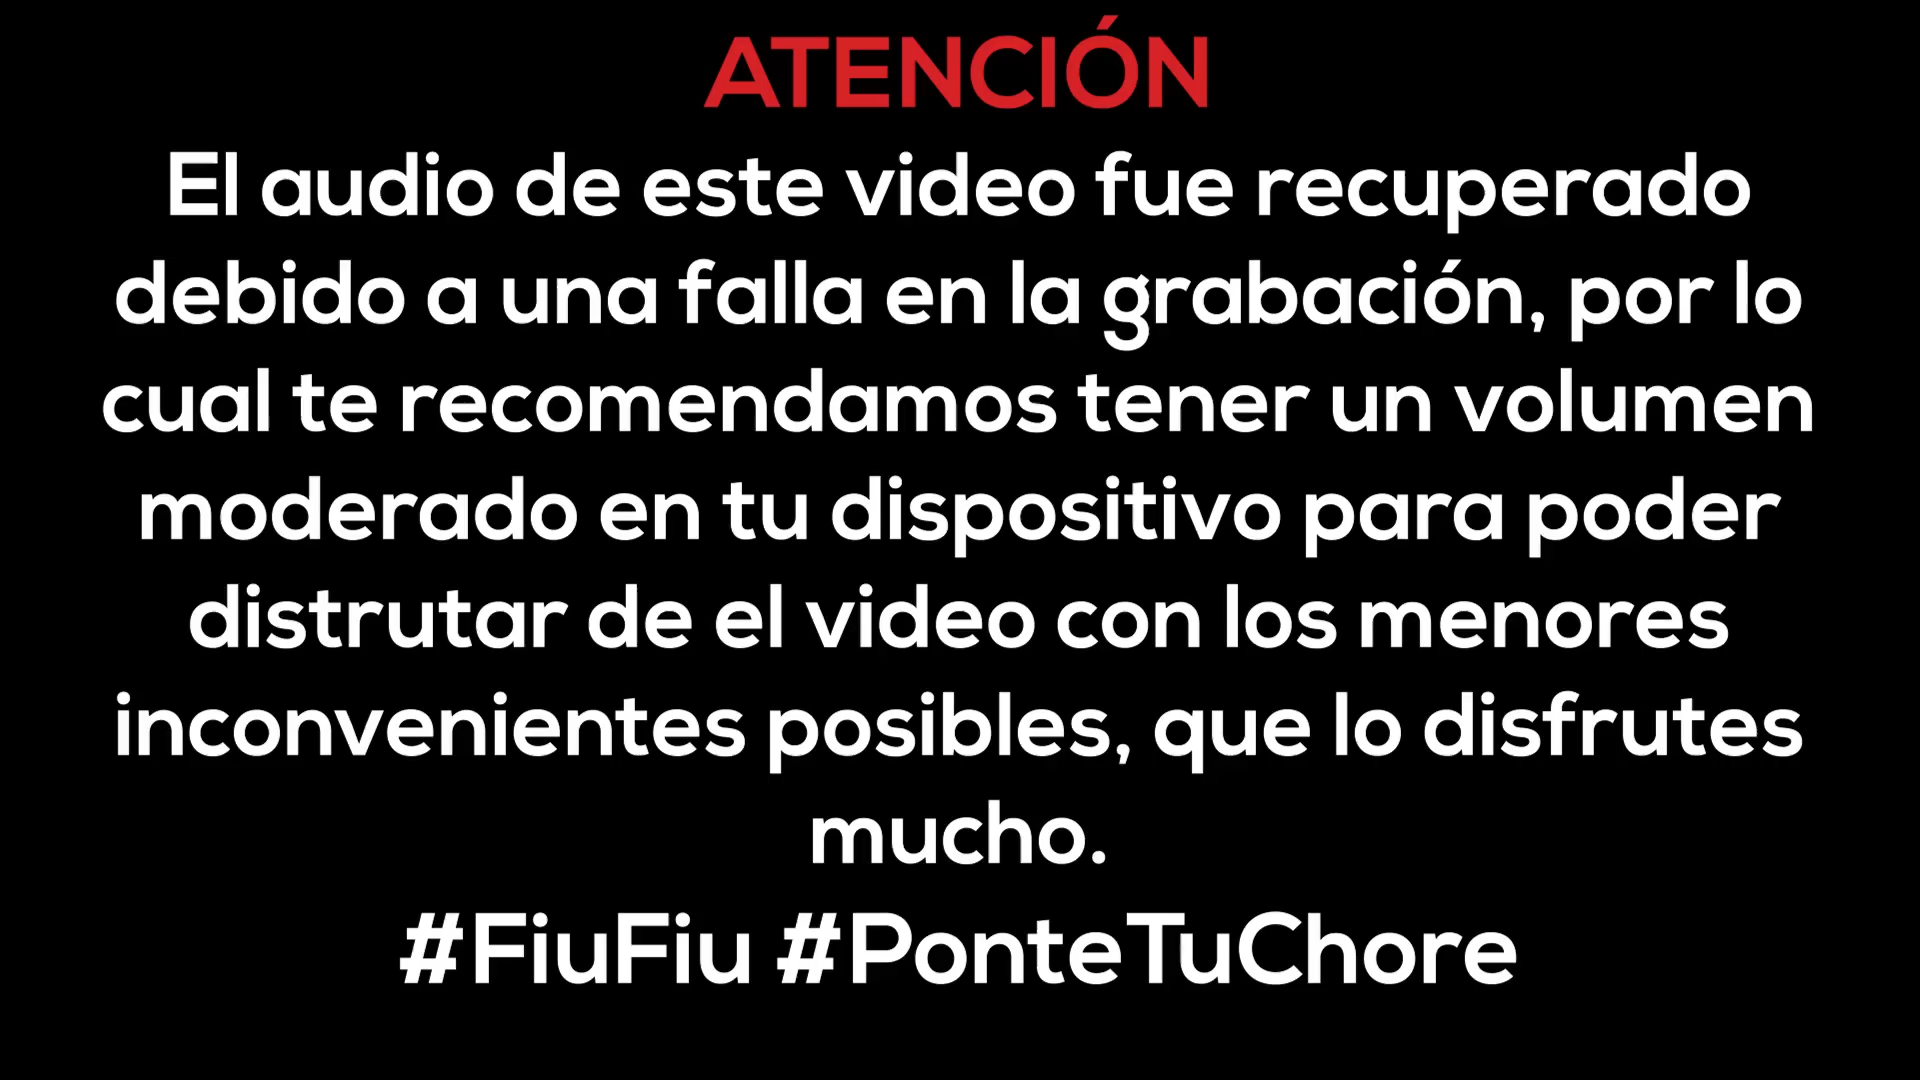 ATENCIÓN
El audio de este video fue recuperado
debido a una falla en la grabación, por lo
cual te recomendamos tener un volumen
moderado en tu dispositivo para poder
distrutar de el video con los menores
inconvenientes posibles, que lo disfrutes
mucho.
#FiuFiu #PonteTuChore